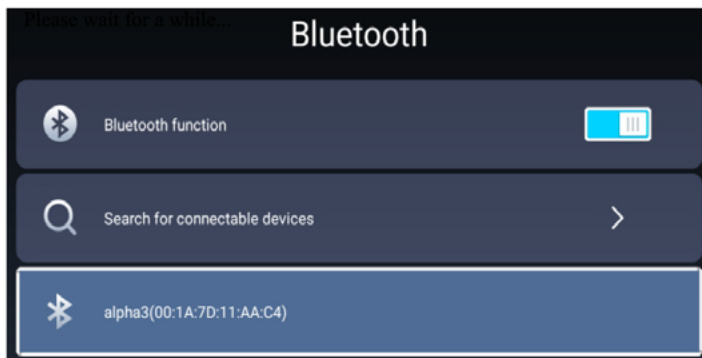 Please wait for a while...
Bluetooth
Bluetooth function
Search for connectable devices
alpha3(00:1A:7D:11:AA:C4)